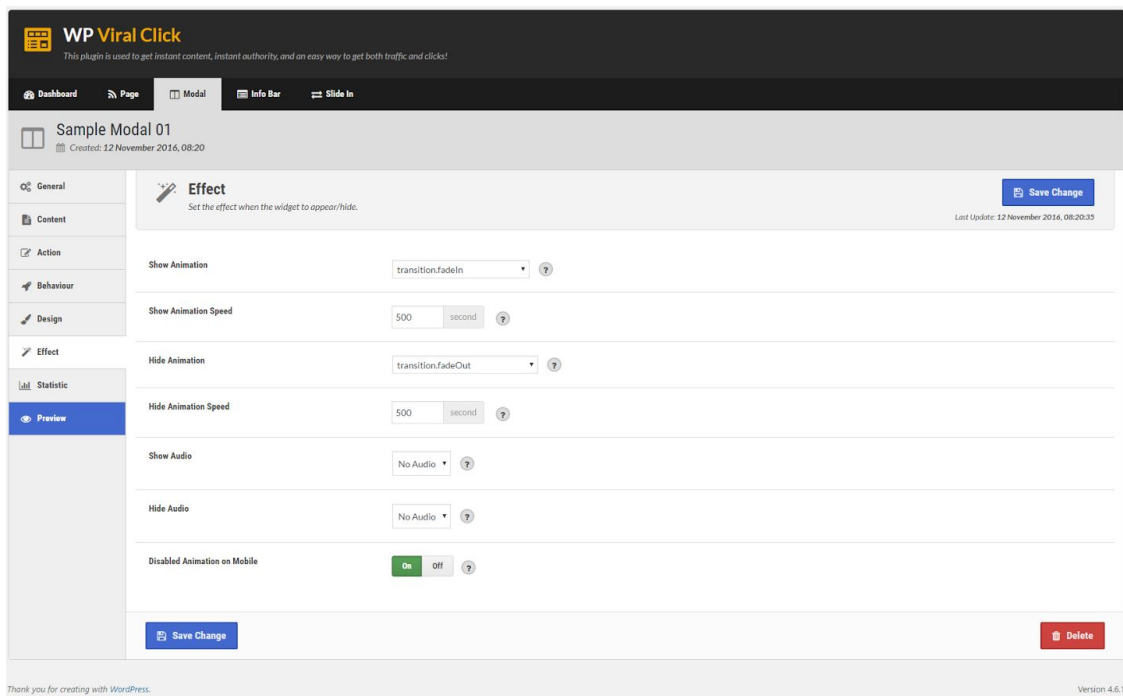 WP Viral Click
This plugin is used to get instant content, instant authority, and an easy way to get both traffic and clicks!
Dashboard Page Modal Info Bar Slide In
Sample Modal 01
Created: 12 November 2016, 08:20
General
Content
Action
Behaviour
Design
Effect
Statistic
Preview
Effect
Set the effect when the widget to appear/hide.
Save Change
Last Update: 12 November 2016, 08:20:35
Show Animation transition.fadeIn ?
Show Animation Speed 500 second ?
Hide Animation transition.fadeOut ?
Hide Animation Speed 500 second ?
Show Audio No Audio ?
Hide Audio No Audio ?
Disabled Animation on Mobile On Off ?
Save Change Delete
Thank you for creating with WordPress. Version 4.6.1